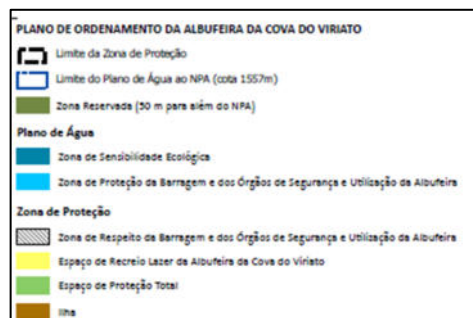 PLANO DE ORDENAMENTO DA ALBUFEIRA DA COVA DO VIRIATO
Limite da Zona de Proteção
Limite do Plano de Água ao NPA (cota 1557m)
Zona Reservada (50 m para além do NPA)
Plano de Água
Zona de Sensibilidade Ecológica
Zona de Proteção da Barragem e dos Órgãos de Segurança e Utilização da Albufeira
Zona de Proteção
Zona de Respeito da Barragem e dos Órgãos de Segurança e Utilização da Albufeira
Espaço de Recreio Lazer da Albufeira da Cova do Viriato
Espaço de Proteção Total
Ilha